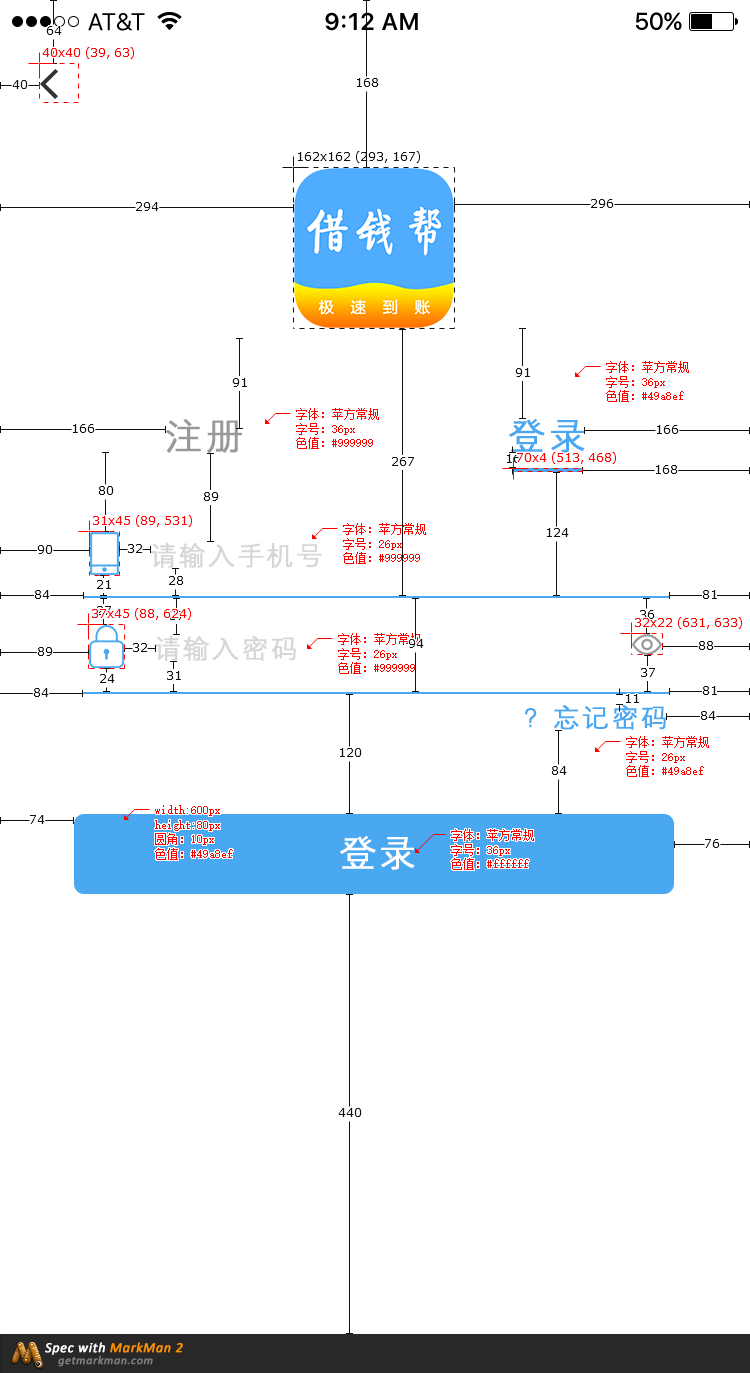 AT&T 9:12 AM 50%
64
40x40 (39, 63)
40
168
162x162 (293, 167)
294
296
借钱帮
极速到账
91
91
字体：苹方常规
字号：36px
色值：#49a8ef
字体：苹方常规
字号：36px
色值：#999999
166
注册
登录
166
267
70x4 (513, 468)
168
80
89
31x45 (89, 531)
字体：苹方常规
字号：26px
色值：#999999
124
90
32
请输入手机号
21
28
84
81
37x45 (88, 624)
36
32x22 (631, 633)
字体：苹方常规
字号：26px
色值：#999999
94
89
32
请输入密码
88
24
31
37
84
81
11
？忘记密码
84
字体：苹方常规
字号：26px
色值：#49a8ef
120
84
74
width:600px
height:80px
圆角：10px
色值：#49a8ef
登录
字体：苹方常规
字号：36px
色值：#ffffff
76
440
Spec with MarkMan 2
getmarkman.com